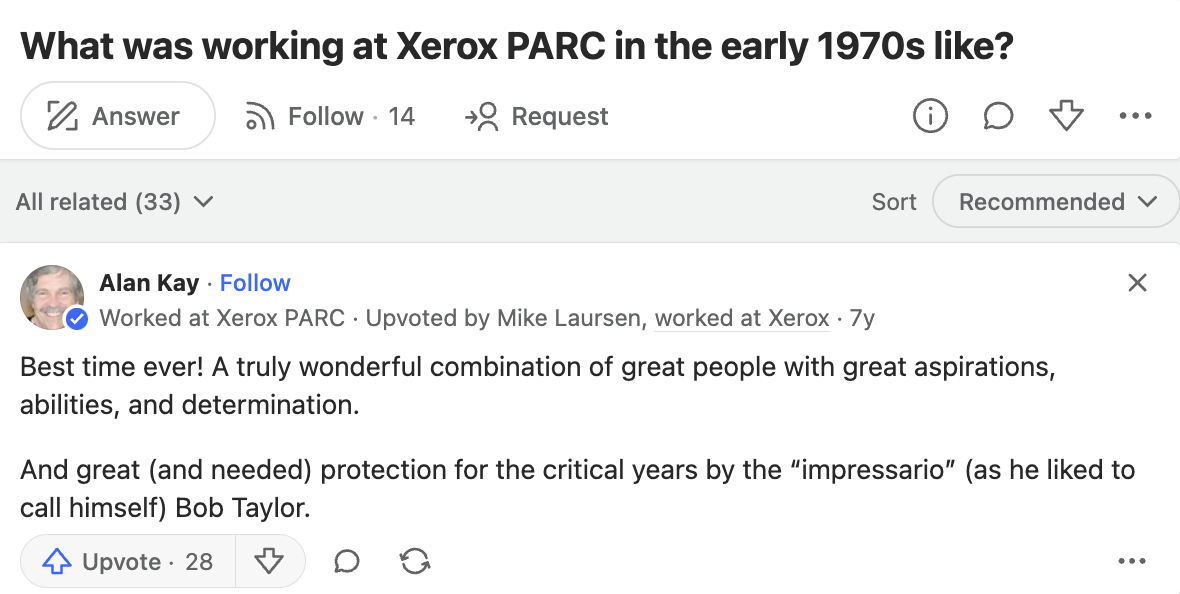 What was working at Xerox PARC in the early 1970s like?
Answer
Follow · 14
Request
All related (33)
Sort
Recommended
Alan Kay · Follow
Worked at Xerox PARC · Upvoted by Mike Laursen, worked at Xerox · 7y
Best time ever! A truly wonderful combination of great people with great aspirations,
abilities, and determination.
And great (and needed) protection for the critical years by the “impressario” (as he liked to
call himself) Bob Taylor.
Upvote · 28